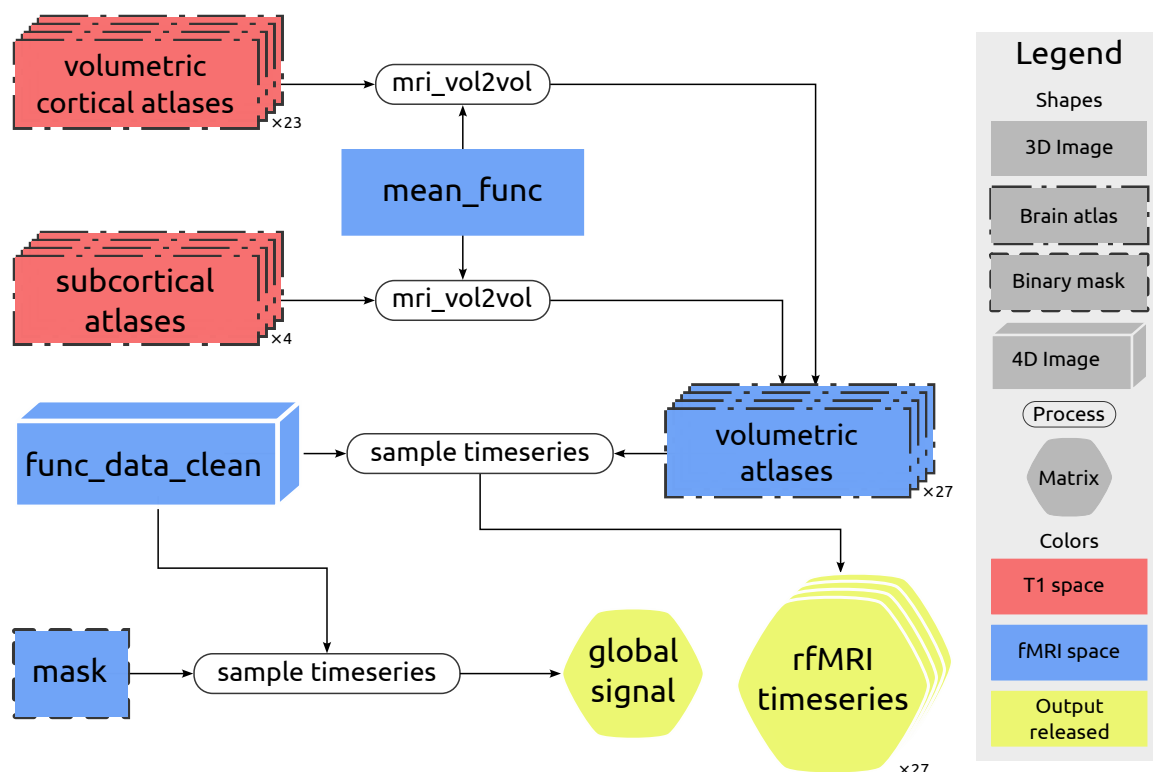 volumetric
cortical atlases
×23
mri_vol2vol
mean_func
subcortical
atlases
×4
mri_vol2vol
func_data_clean
sample timeseries
volumetric
atlases
×27
mask
sample timeseries
global
signal
rfMRI
timeseries
×27
Legend
Shapes
3D Image
Brain atlas
Binary mask
4D Image
Process
Matrix
Colors
T1 space
fMRI space
Output
released